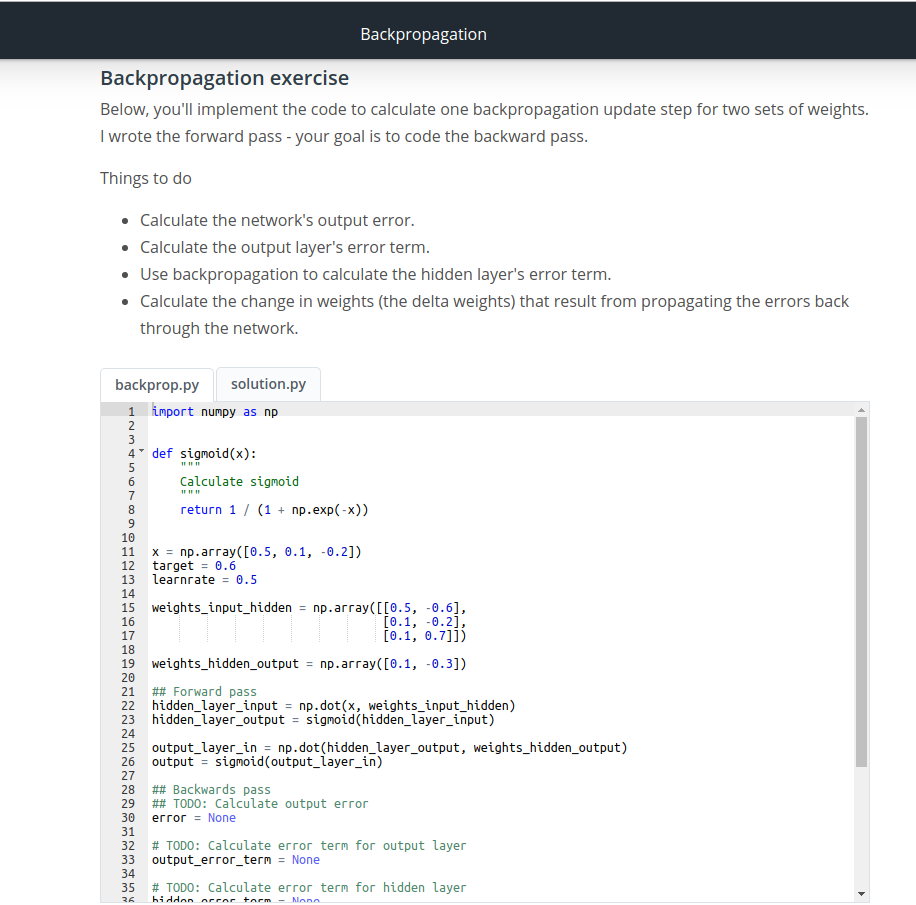 Backpropagation
Backpropagation exercise
Below, you'll implement the code to calculate one backpropagation update step for two sets of weights.
I wrote the forward pass - your goal is to code the backward pass.
Things to do
• Calculate the network's output error.
• Calculate the output layer's error term.
• Use backpropagation to calculate the hidden layer's error term.
• Calculate the change in weights (the delta weights) that result from propagating the errors back
through the network.
backprop.py solution.py
1 import numpy as np
2
3
4 def sigmoid(x):
5     """
6     Calculate sigmoid
7     """
8     return 1 / (1 + np.exp(-x))
9
10
11 x = np.array([0.5, 0.1, -0.2])
12 target = 0.6
13 learnrate = 0.5
14
15 weights_input_hidden = np.array([[0.5, -0.6],
16                                  [0.1, -0.2],
17                                  [0.1, 0.7]])
18
19 weights_hidden_output = np.array([0.1, -0.3])
20
21 ## Forward pass
22 hidden_layer_input = np.dot(x, weights_input_hidden)
23 hidden_layer_output = sigmoid(hidden_layer_input)
24
25 output_layer_in = np.dot(hidden_layer_output, weights_hidden_output)
26 output = sigmoid(output_layer_in)
27
28 ## Backwards pass
29 ## TODO: Calculate output error
30 error = None
31
32 # TODO: Calculate error term for output layer
33 output_error_term = None
34
35 # TODO: Calculate error term for hidden layer
36 hidden_error_term = None